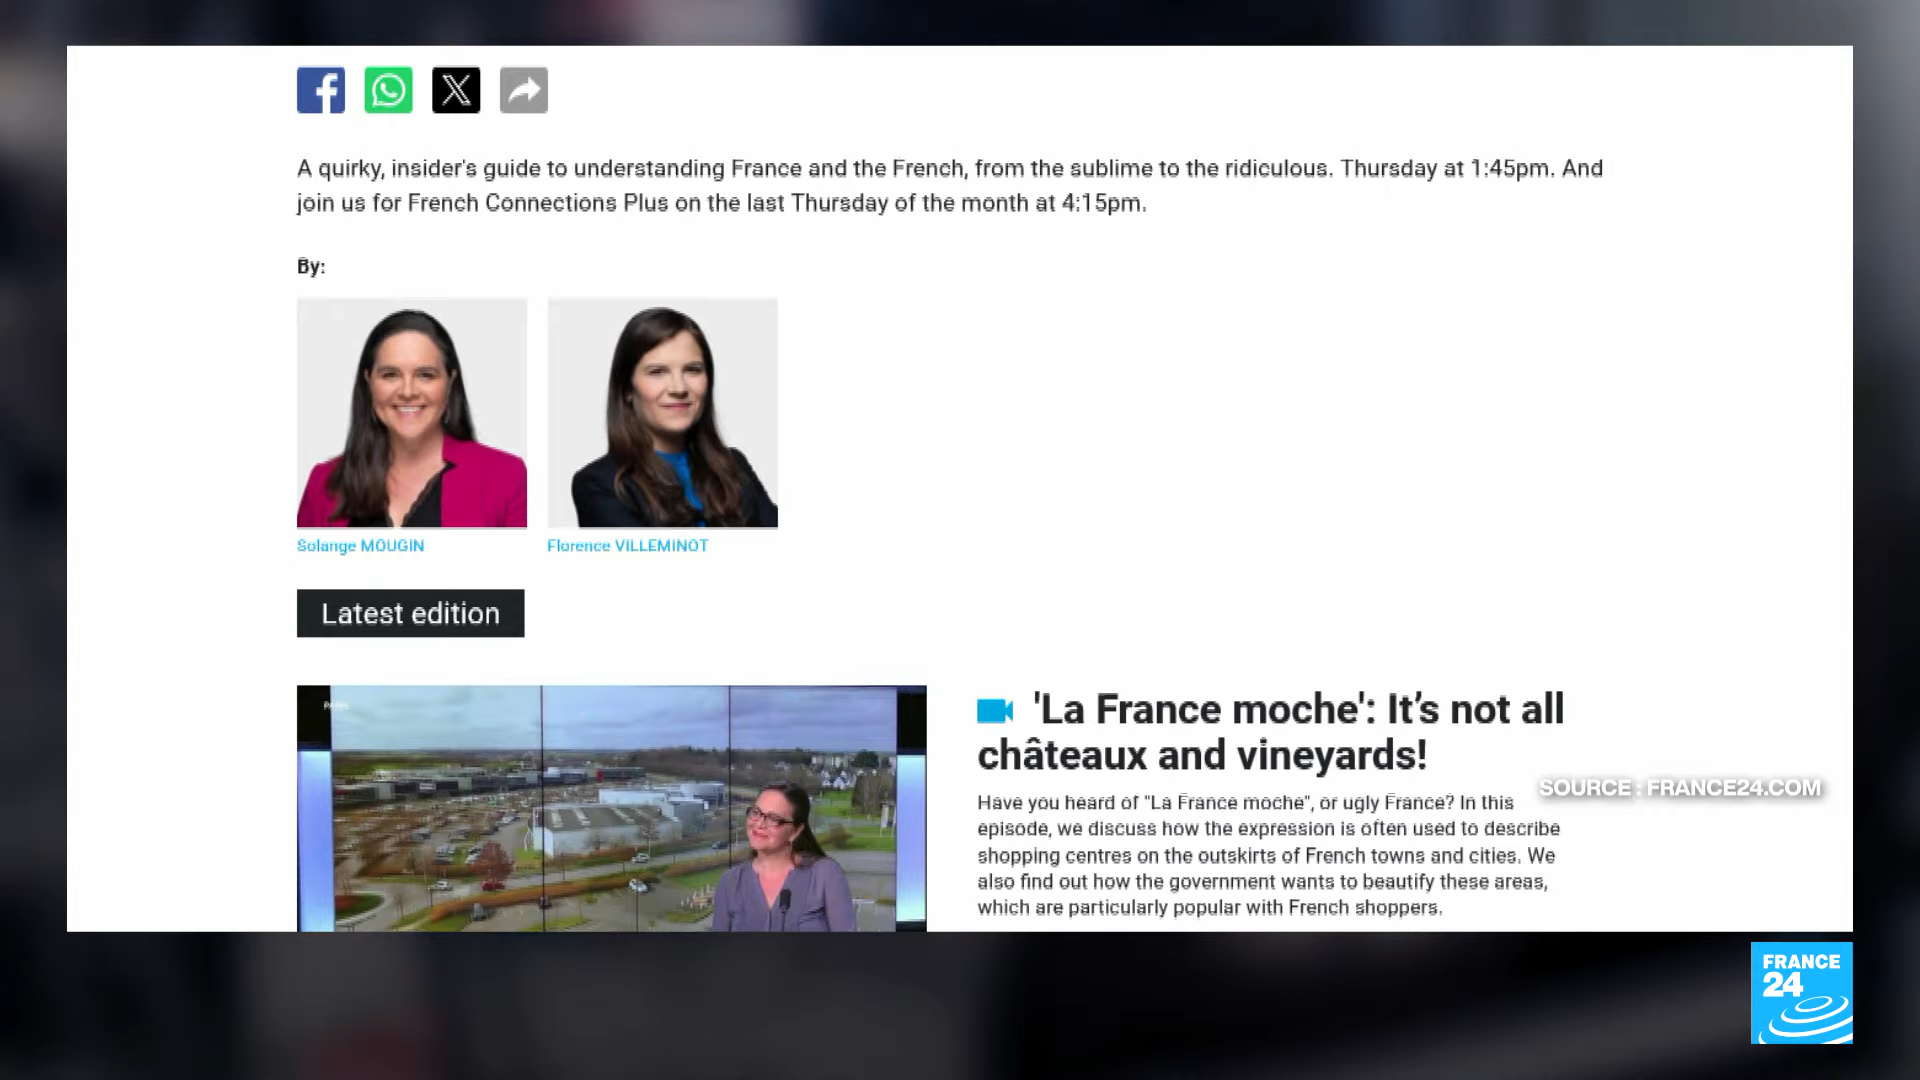 A quirky, insider's guide to understanding France and the French, from the sublime to the ridiculous. Thursday at 1:45pm. And
join us for French Connections Plus on the last Thursday of the month at 4:15pm.
By:
Solange MOUGIN
Florence VILLEMINOT
Latest edition
'La France moche': It’s not all
châteaux and vineyards!
SOURCE : FRANCE24.COM
Have you heard of "La France moche", or ugly France? In this
episode, we discuss how the expression is often used to describe
shopping centres on the outskirts of French towns and cities. We
also find out how the government wants to beautify these areas,
which are particularly popular with French shoppers.
FRANCE
24